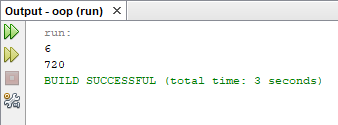 Output - oop (run) ×
run:
6
720
BUILD SUCCESSFUL (total time: 3 seconds)